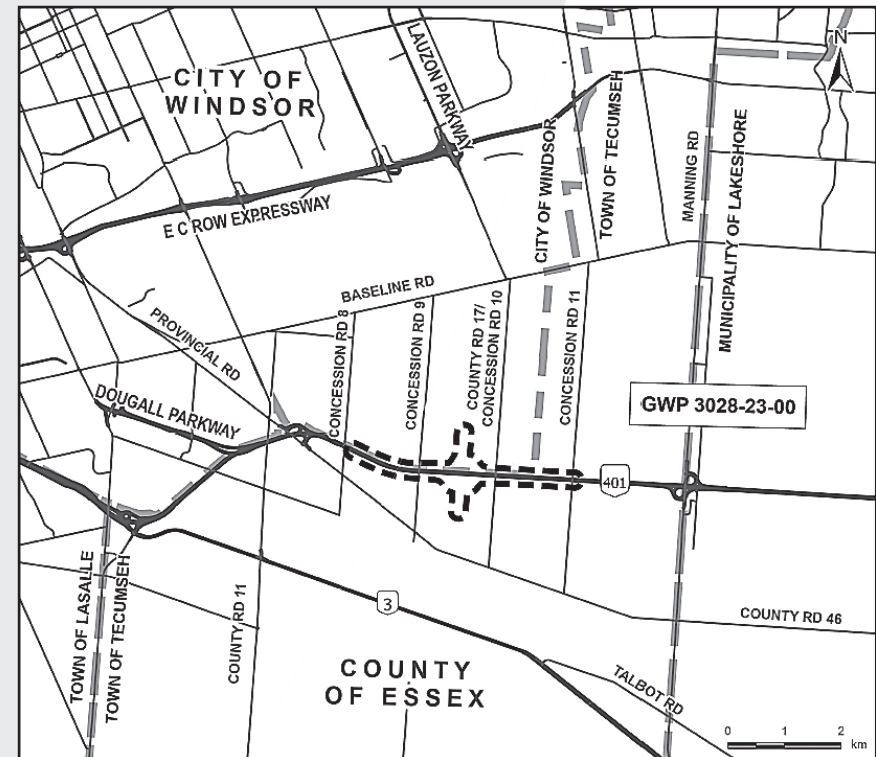 N
CITY OF
WINDSOR
LAUZON PARKWAY
CITY OF WINDSOR
TOWN OF TECUMSEH
MANNING RD
MUNICIPALITY OF LAKESHORE
E C ROW EXPRESSWAY
BASELINE RD
PROVINCIAL RD
CONCESSION RD 8
CONCESSION RD 9
COUNTY RD 17/
CONCESSION RD 10
CONCESSION RD 11
DOUGALL PARKWAY
GWP 3028-23-00
401
TOWN OF LASALLE
TOWN OF TECUMSEH
COUNTY RD 11
3
COUNTY RD 46
COUNTY
OF ESSEX
TALBOT RD
0 1 2
km